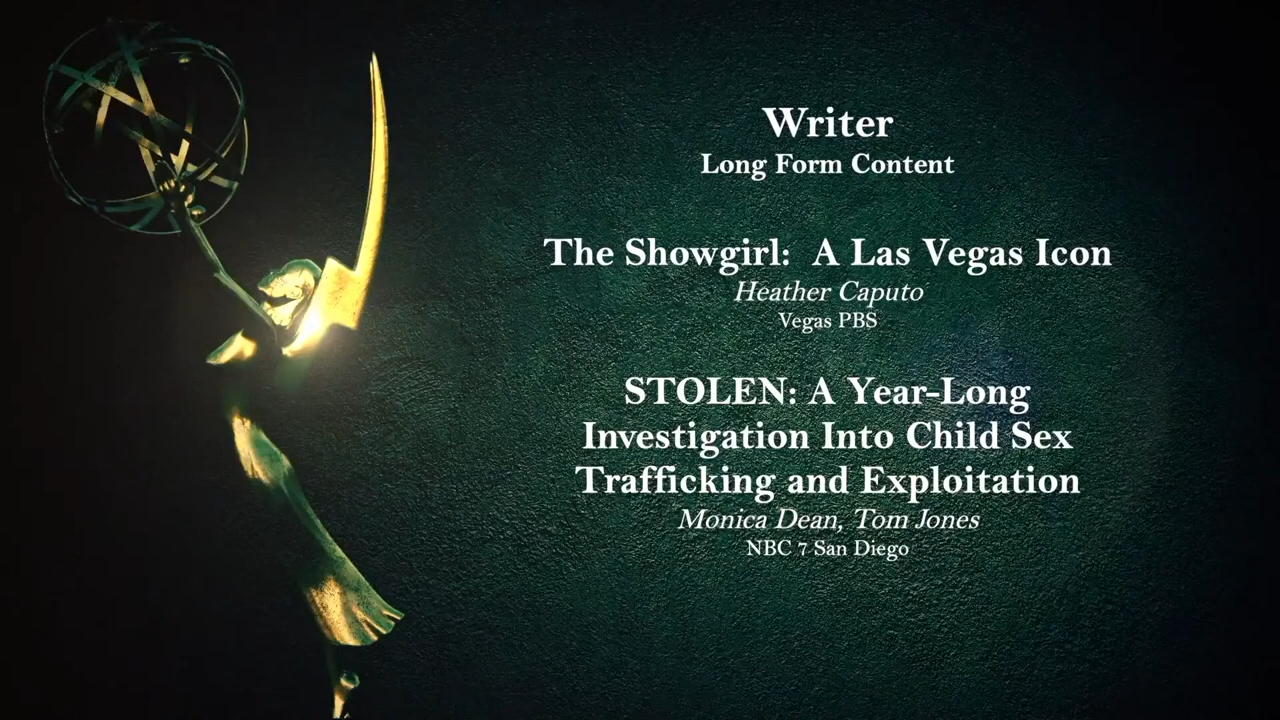 Writer
Long Form Content
The Showgirl:  A Las Vegas Icon
Heather Caputo
Vegas PBS
STOLEN: A Year-Long
Investigation Into Child Sex
Trafficking and Exploitation
Monica Dean, Tom Jones
NBC 7 San Diego